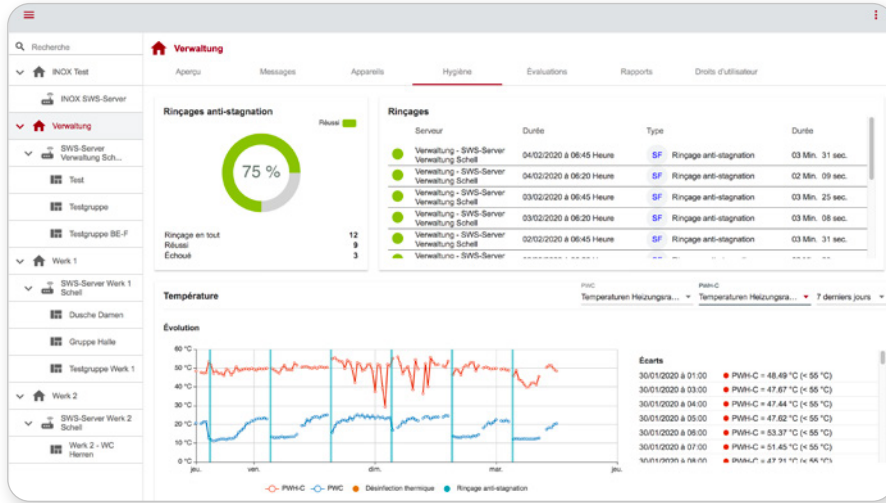 Recherche
INOX Test
INOX SWS-Server
Verwaltung
SWS-Server
Verwaltung Sch...
Test
Testgruppe
Testgruppe BE-F
Werk 1
SWS-Server Werk 1
Schell
Dusche Damen
Gruppe Halle
Testgruppe Werk 1
Werk 2
SWS-Server Werk 2
Schell
Werk 2 - WC
Herren
Verwaltung
Aperçu Messages Appareils Hygiène Évaluations Rapports Droits d'utilisateur
Rinçages anti-stagnation
Réussi
75 %
Rinçage en tout 12
Réussi 9
Échoué 3
Rinçages
Serveur Durée Type Durée
Verwaltung - SWS-Server
Verwaltung Schell
04/02/2020 à 06:45 Heure SF Rinçage anti-stagnation 03 Min. 31 sec.
Verwaltung - SWS-Server
Verwaltung Schell
04/02/2020 à 06:20 Heure SF Rinçage anti-stagnation 02 Min. 09 sec.
Verwaltung - SWS-Server
Verwaltung Schell
03/02/2020 à 06:45 Heure SF Rinçage anti-stagnation 03 Min. 25 sec.
Verwaltung - SWS-Server
Verwaltung Schell
03/02/2020 à 06:20 Heure SF Rinçage anti-stagnation 03 Min. 08 sec.
Verwaltung - SWS-Server
Verwaltung Schell
02/02/2020 à 06:45 Heure SF Rinçage anti-stagnation 03 Min. 31 sec.
Verwaltung - SWS-Server
Température
PWC
Temperaturen Heizungsra...
PWH-C
Temperaturen Heizungsra...
7 derniers jours
Évolution
60 °C
50 °C
40 °C
30 °C
20 °C
10 °C
0 °C
jeu. ven. dim. mar. jeu.
PWH-C PWC Désinfection thermique Rinçage anti-stagnation
Écarts
30/01/2020 à 01:00 PWH-C = 48.49 °C (< 55 °C)
30/01/2020 à 03:00 PWH-C = 47.67 °C (< 55 °C)
30/01/2020 à 04:00 PWH-C = 47.44 °C (< 55 °C)
30/01/2020 à 05:00 PWH-C = 47.62 °C (< 55 °C)
30/01/2020 à 06:00 PWH-C = 53.37 °C (< 55 °C)
30/01/2020 à 07:00 PWH-C = 51.45 °C (< 55 °C)
30/01/2020 à 08:00 PWH-C = 47.21 °C (< 55 °C)